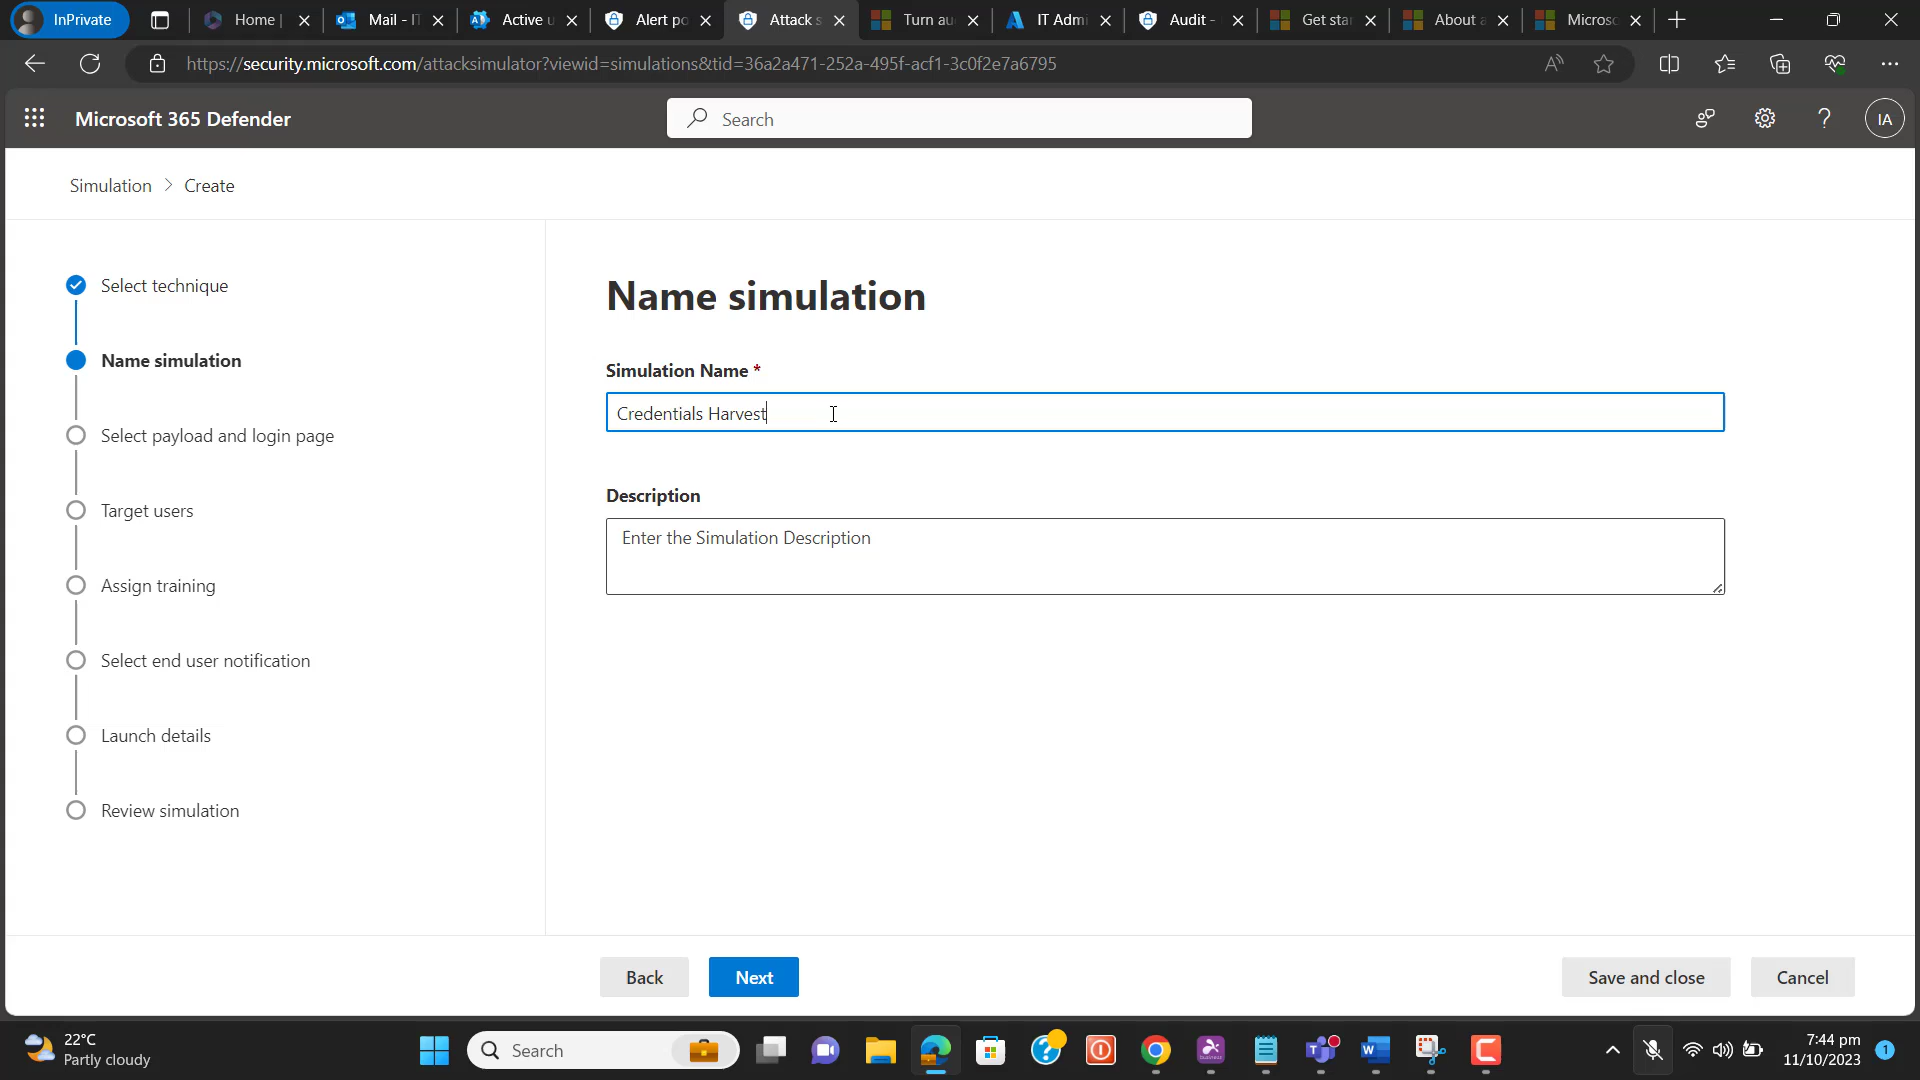 InPrivate
Home |
Mail - IT
Active u
Alert po
Attack s
Turn au
IT Admi
Audit -
Get star
About a
Microso
https://security.microsoft.com/attacksimulator?viewid=simulations&tid=36a2a471-252a-495f-acf1-3c0f2e7a6795
Microsoft 365 Defender
Search
IA
Simulation > Create
Select technique
Name simulation
Select payload and login page
Target users
Assign training
Select end user notification
Launch details
Review simulation
Name simulation
Simulation Name *
Credentials Harvest
Description
Enter the Simulation Description
Back
Next
Save and close
Cancel
22°C
Partly cloudy
Search
7:44 pm
11/10/2023
1